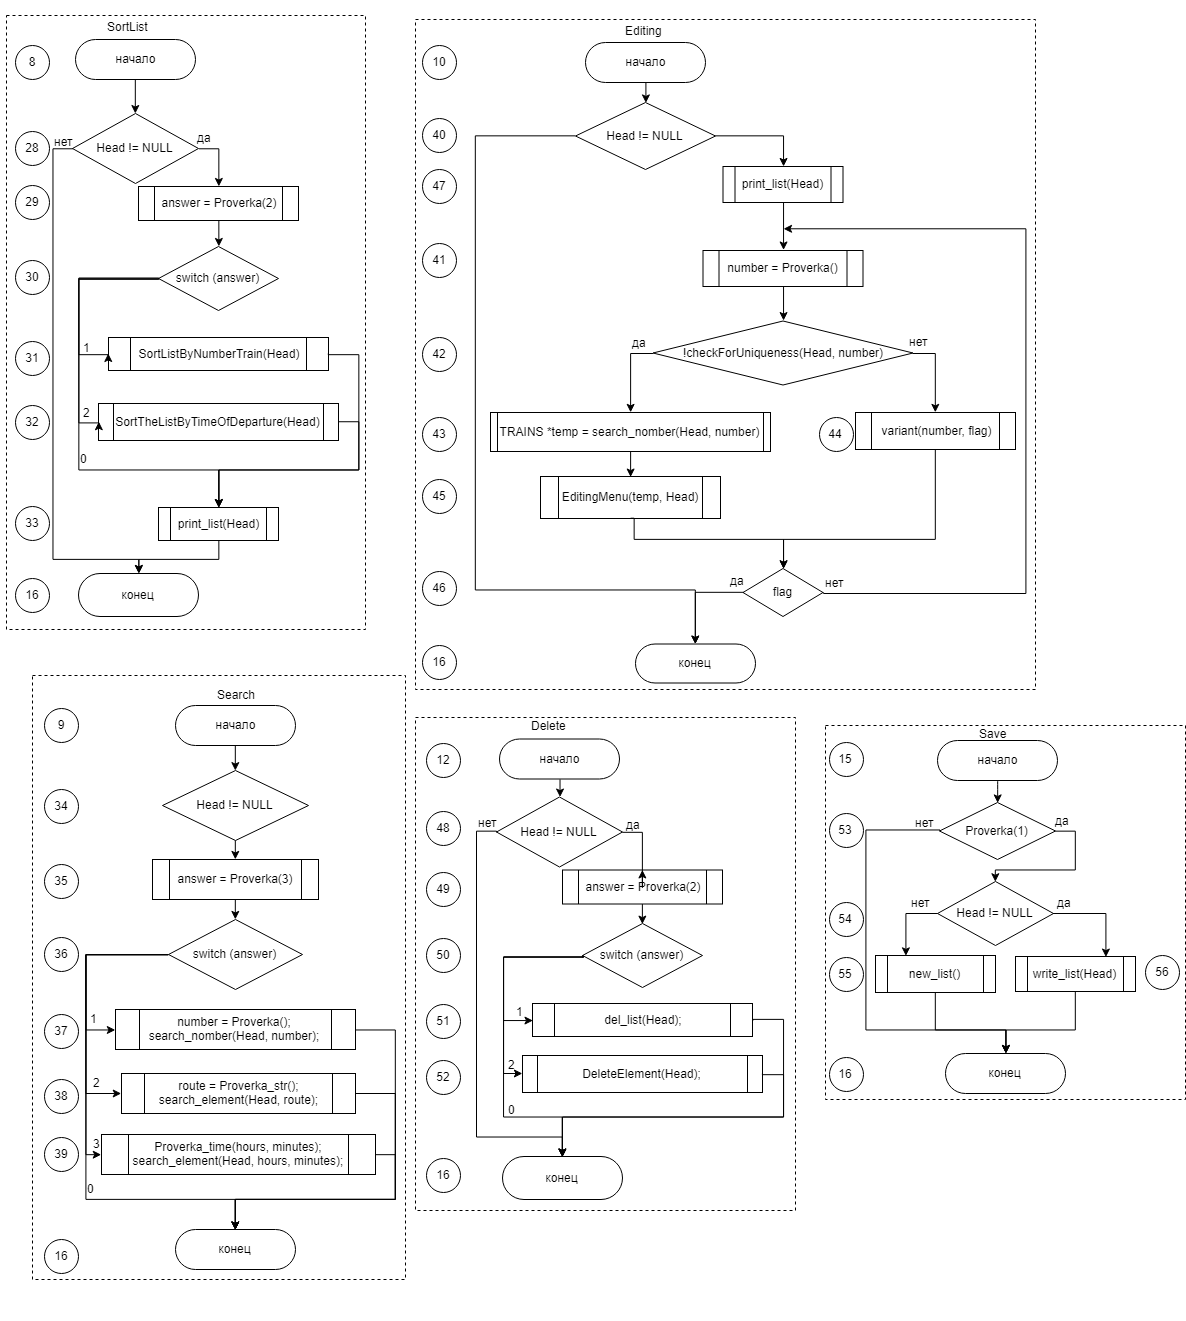 SortList
8
начало
28
нет
Head != NULL
да
29
answer = Proverka(2)
30
switch (answer)
31
1
SortListByNumberTrain(Head)
32
2
SortTheListByTimeOfDeparture(Head)
0
33
print_list(Head)
16
конец
Editing
10
начало
40
Head != NULL
47
print_list(Head)
41
number = Proverka()
42
да
!checkForUniqueness(Head, number)
нет
43
TRAINS *temp = search_nomber(Head, number)
44
variant(number, flag)
45
EditingMenu(temp, Head)
46
да
flag
нет
16
конец
Search
9
начало
34
Head != NULL
35
answer = Proverka(3)
36
switch (answer)
37
1
number = Proverka();
search_nomber(Head, number);
38
2
route = Proverka_str();
search_element(Head, route);
39
3
Proverka_time(hours, minutes);
search_element(Head, hours, minutes);
0
16
конец
Delete
12
начало
48
нет
Head != NULL
да
49
answer = Proverka(2)
50
switch (answer)
51
1
del_list(Head);
52
2
DeleteElement(Head);
0
16
конец
Save
15
начало
53
нет
Proverka(1)
да
54
нет
Head != NULL
да
55
new_list()
write_list(Head)
56
16
конец